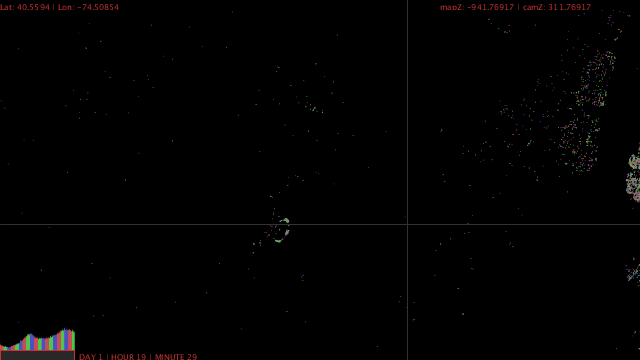 Lat: 40.5594 | Lon: -74.50854
mapZ: -941.76917 | camZ: 311.76917
DAY 1 | HOUR 19 | MINUTE 29